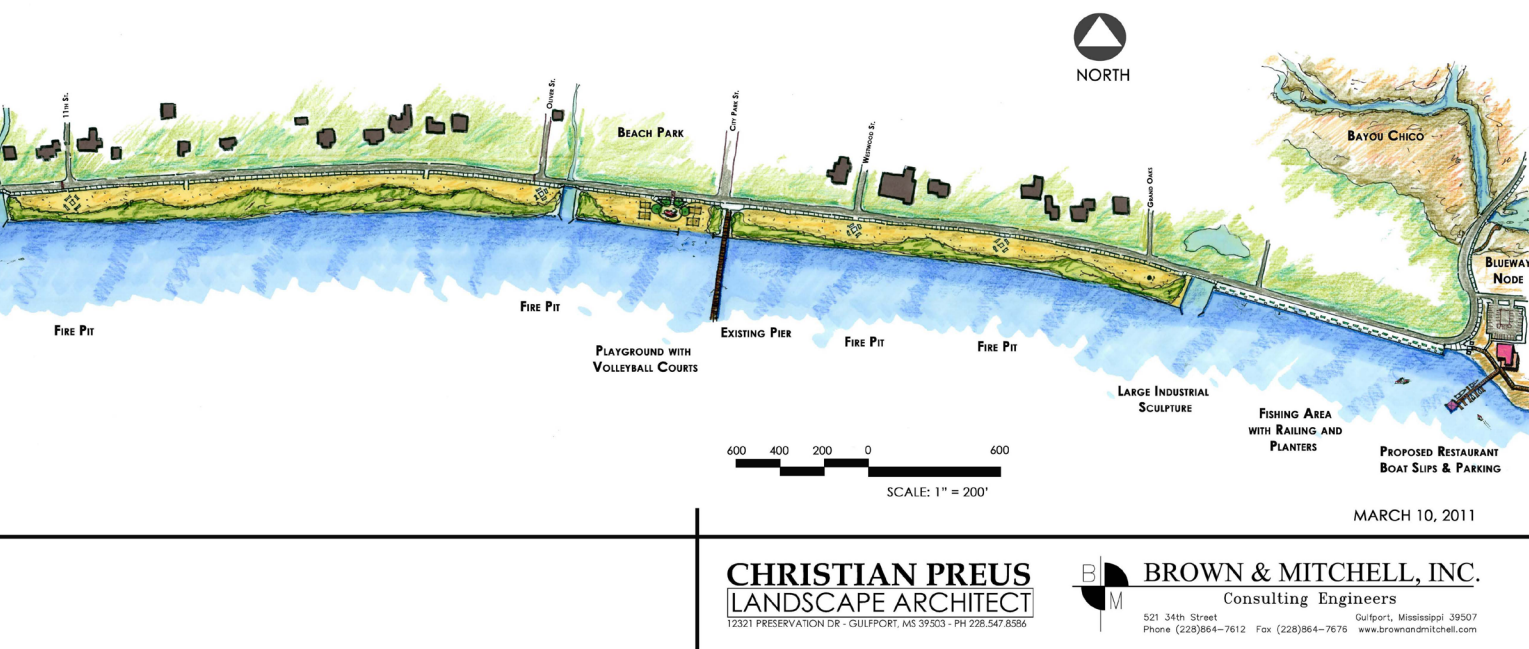 NORTH
11TH ST.
OLIVER ST.
CITY PARK ST.
BEACH PARK
WESTWOOD ST.
BAYOU CHICO
GRAND OAKS
BLUEWAY
NODE
FIRE PIT
FIRE PIT
PLAYGROUND WITH
VOLLEYBALL COURTS
EXISTING PIER
FIRE PIT
FIRE PIT
LARGE INDUSTRIAL
SCULPTURE
FISHING AREA
WITH RAILING AND
PLANTERS
PROPOSED RESTAURANT
BOAT SLIPS & PARKING
600 400 200 0 600
SCALE: 1" = 200'
MARCH 10, 2011
CHRISTIAN PREUS
LANDSCAPE ARCHITECT
12321 PRESERVATION DR - GULFPORT, MS 39503 - PH 228.547.8586
B M
BROWN & MITCHELL, INC.
Consulting Engineers
521 34th Street Gulfport, Mississippi 39507
Phone (228)864-7612 Fax (228)864-7676 www.brownandmitchell.com